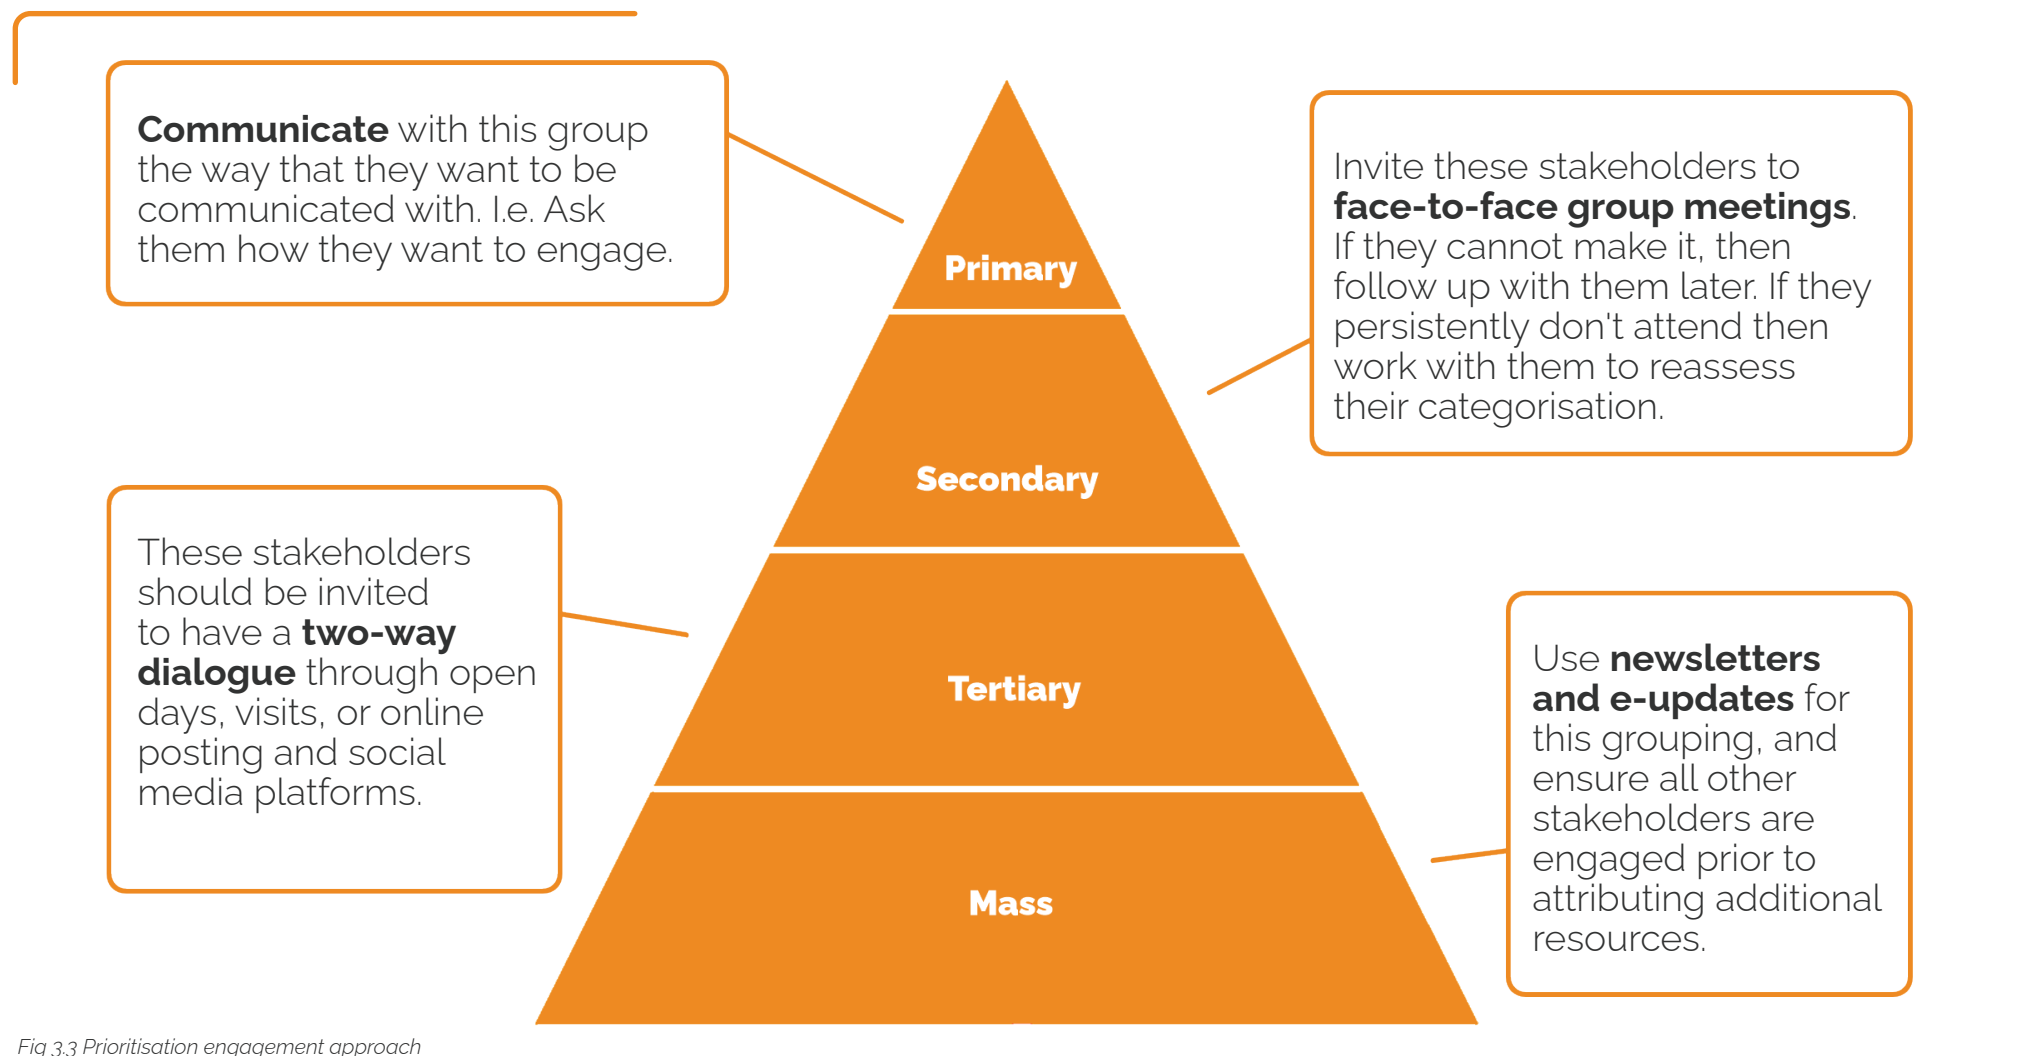 Communicate with this group
the way that they want to be
communicated with. I.e. Ask
them how they want to engage.
Primary
Invite these stakeholders to
face-to-face group meetings.
If they cannot make it, then
follow up with them later. If they
persistently don't attend then
work with them to reassess
their categorisation.
Secondary
These stakeholders
should be invited
to have a two-way
dialogue through open
days, visits, or online
posting and social
media platforms.
Tertiary
Use newsletters
and e-updates for
this grouping, and
ensure all other
stakeholders are
engaged prior to
attributing additional
resources.
Mass
Fig 3.3 Prioritisation engagement approach